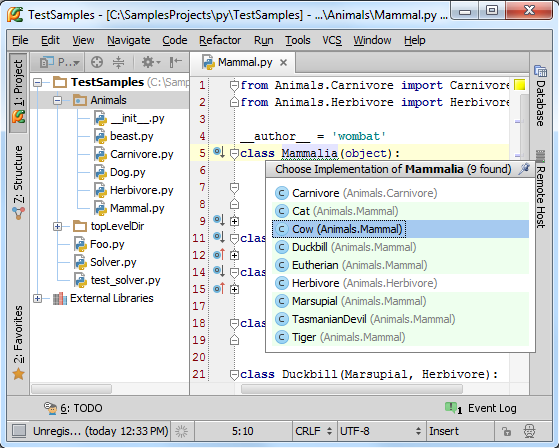 TestSamples - [C:\SamplesProjects\py\TestSamples] - ...\Animals\Mammal.py ...
File Edit View Navigate Code Refactor Run Tools VCS Window Help
1: Project
7: Structure
2: Favorites
P...
TestSamples (C:\Sam
Animals
__init__.py
beast.py
Carnivore.py
Dog.py
Herbivore.py
Mammal.py
topLevelDir
Foo.py
Solver.py
test_solver.py
External Libraries
Mammal.py
1 from Animals.Carnivore import Carnivore
2 from Animals.Herbivore import Herbivore
3
4 __author__ = 'wombat'
5 class Mammalia(object):
6
7
8
9
10
11 class
12
13 class
14
15
16
17
18 class
19
20
21 class Duckbill(Marsupial, Herbivore):
Choose Implementation of Mammalia (9 found)
Carnivore (Animals.Carnivore)
Cat (Animals.Mammal)
Cow (Animals.Mammal)
Duckbill (Animals.Mammal)
Eutherian (Animals.Mammal)
Herbivore (Animals.Herbivore)
Marsupial (Animals.Mammal)
TasmanianDevil (Animals.Mammal)
Tiger (Animals.Mammal)
Database
Remote Host
6: TODO
1 Event Log
Unregis... (today 12:33 PM) 5:10 CRLF UTF-8 Insert